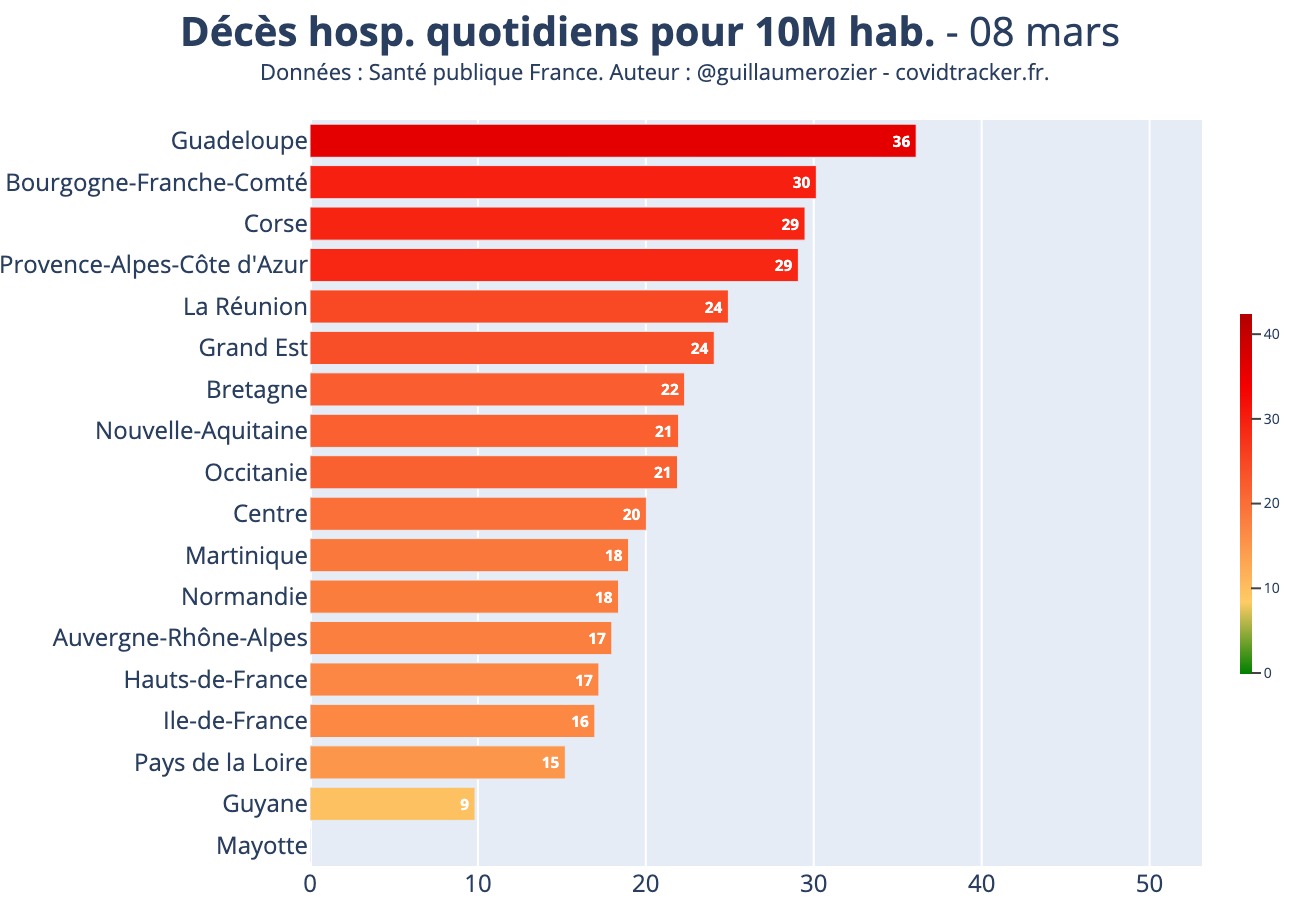 Décès hosp. quotidiens pour 10M hab. - 08 mars
Données : Santé publique France. Auteur : @guillaumerozier - covidtracker.fr.
Guadeloupe 36
Bourgogne-Franche-Comté 30
Corse 29
Provence-Alpes-Côte d'Azur 29
La Réunion 24
Grand Est 24
Bretagne 22
Nouvelle-Aquitaine 21
Occitanie 21
Centre 20
Martinique 18
Normandie 18
Auvergne-Rhône-Alpes 17
Hauts-de-France 17
Ile-de-France 16
Pays de la Loire 15
Guyane 9
Mayotte
0 10 20 30 40 50
40
30
20
10
0